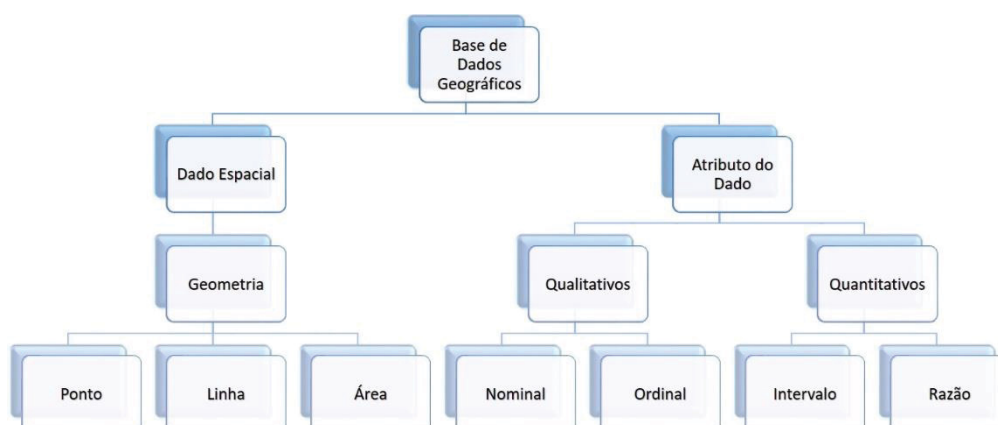 Base de
Dados
Geográficos
Dado Espacial
Atributo do
Dado
Geometria
Qualitativos
Quantitativos
Ponto
Linha
Área
Nominal
Ordinal
Intervalo
Razão